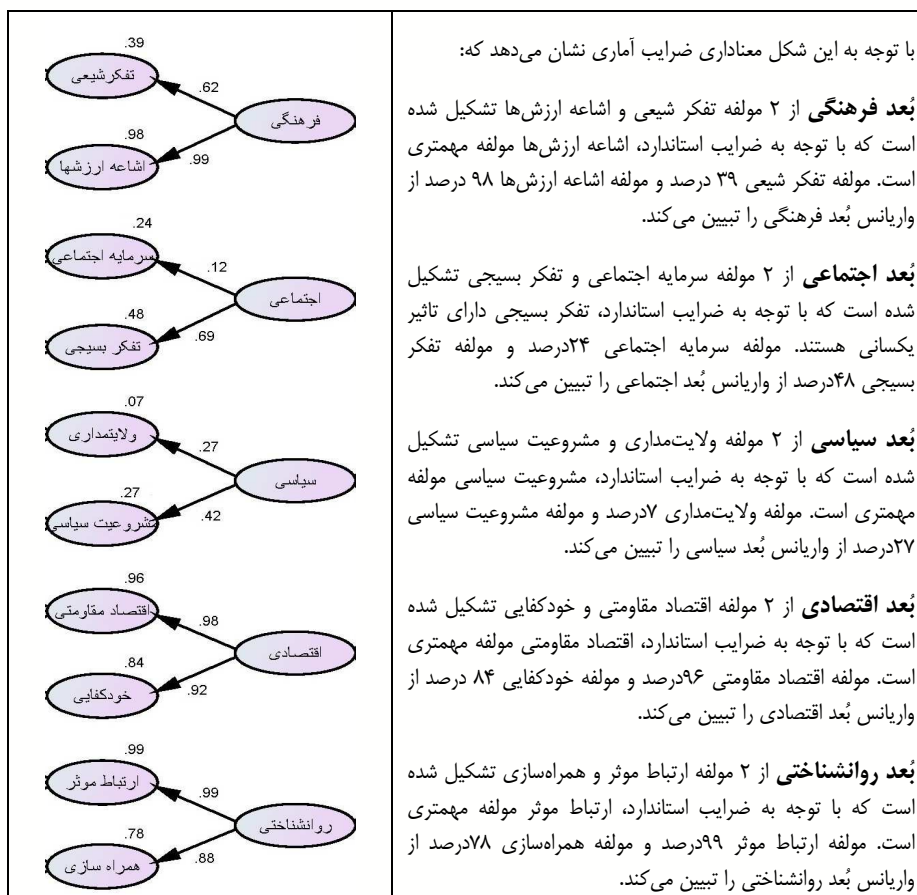 با توجه به این شکل معناداری ضرایب آماری نشان می‌دهد که:
بُعد فرهنگی از ۲ مولفه تفکر شیعی و اشاعه ارزش‌ها تشکیل شده
است که با توجه به ضرایب استاندارد، اشاعه ارزش‌ها مولفه مهمتری
است. مولفه تفکر شیعی ۳۹ درصد و مولفه اشاعه ارزش‌ها ۹۸ درصد از
واریانس بُعد فرهنگی را تبیین می‌کند.
بُعد اجتماعی از ۲ مولفه سرمایه اجتماعی و تفکر بسیجی تشکیل
شده است که با توجه به ضرایب استاندارد، تفکر بسیجی دارای تاثیر
یکسانی هستند. مولفه سرمایه اجتماعی ۲۴درصد و مولفه تفکر
بسیجی ۴۸درصد از واریانس بُعد اجتماعی را تبیین می‌کند.
بُعد سیاسی از ۲ مولفه ولایت‌مداری و مشروعیت سیاسی تشکیل
شده است که با توجه به ضرایب استاندارد، مشروعیت سیاسی مولفه
مهمتری است. مولفه ولایت‌مداری ۷درصد و مولفه مشروعیت سیاسی
۲۷درصد از واریانس بُعد سیاسی را تبیین می‌کند.
بُعد اقتصادی از ۲ مولفه اقتصاد مقاومتی و خودکفایی تشکیل شده
است که با توجه به ضرایب استاندارد، اقتصاد مقاومتی مولفه مهمتری
است. مولفه اقتصاد مقاومتی ۹۶درصد و مولفه خودکفایی ۸۴ درصد از
واریانس بُعد اقتصادی را تبیین می‌کند.
بُعد روانشناختی از ۲ مولفه ارتباط موثر و همراه‌سازی تشکیل شده
است که با توجه به ضرایب استاندارد، ارتباط موثر مولفه مهمتری
است. مولفه ارتباط موثر ۹۹درصد و مولفه همراه‌سازی ۷۸درصد از
واریانس بُعد روانشناختی را تبیین می‌کند.
.39
تفکرشیعی
.62
فرهنگی
.98
.99
اشاعه ارزشها
.24
سرمایه اجتماعی
.12
اجتماعی
.48
.69
تفکر بسیجی
.07
ولایتمداری
.27
سیاسی
.27
.42
مشروعیت سیاسی
.96
اقتصاد مقاومتی
.98
اقتصادی
.84
.92
خودکفایی
.99
ارتباط موثر
.99
روانشناختی
.78
.88
همراه سازی